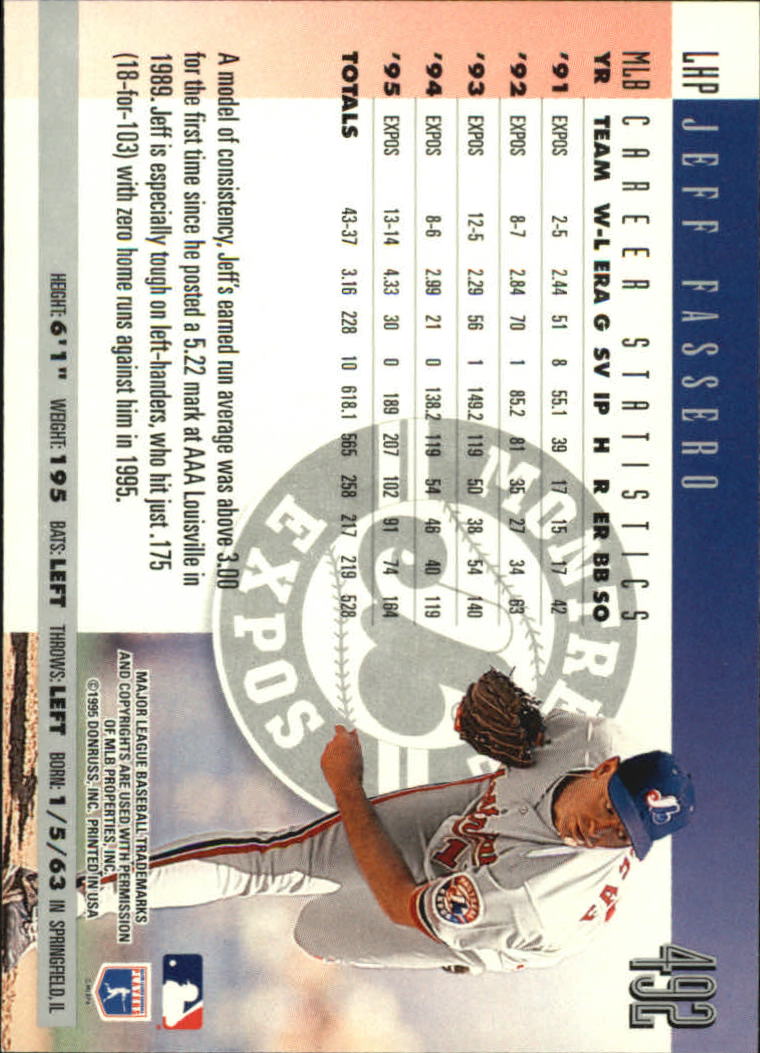 LHP JEFF FASSERO
492
MLB CAREER STATISTICS
YR TEAM W-L ERA G SV IP H R ER BB SO
'91 EXPOS 2-5 2.44 51 8 55.1 39 17 15 17 42
'92 EXPOS 8-7 2.84 70 1 85.2 81 35 27 34 63
'93 EXPOS 12-5 2.29 56 1 149.2 119 50 38 54 140
'94 EXPOS 8-6 2.99 21 0 138.2 119 54 46 40 119
'95 EXPOS 13-14 4.33 30 0 189 207 102 91 74 164
TOTALS 43-37 3.16 228 10 618.1 565 258 217 219 528
A model of consistency, Jeff's earned run average was above 3.00
for the first time since he posted a 5.22 mark at AAA Louisville in
1989. Jeff is especially tough on left-handers, who hit just .175
(18-for-103) with zero home runs against him in 1995.
MONTRE
EXPOS
MAJOR LEAGUE BASEBALL TRADEMARKS
AND COPYRIGHTS ARE USED WITH PERMISSION
OF MLB PROPERTIES, INC.
©1995 DONRUSS, INC. PRINTED IN USA
HEIGHT: 6'1" WEIGHT: 195 BATS: LEFT THROWS: LEFT BORN: 1/5/63 IN SPRINGFIELD, IL